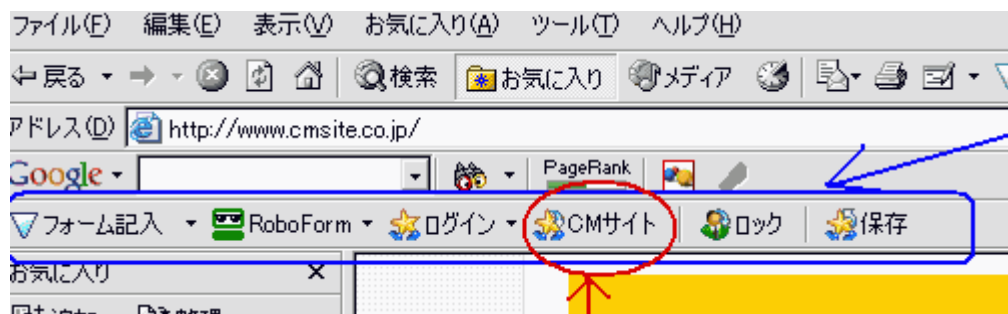 ファイル(F) 編集(E) 表示(V) お気に入り(A) ツール(T) ヘルプ(H)
戻る 検索 お気に入り メディア
アドレス(D) http://www.cmsite.co.jp/
Google PageRank
フォーム記入 RoboForm ログイン CMサイト ロック 保存
お気に入り ×